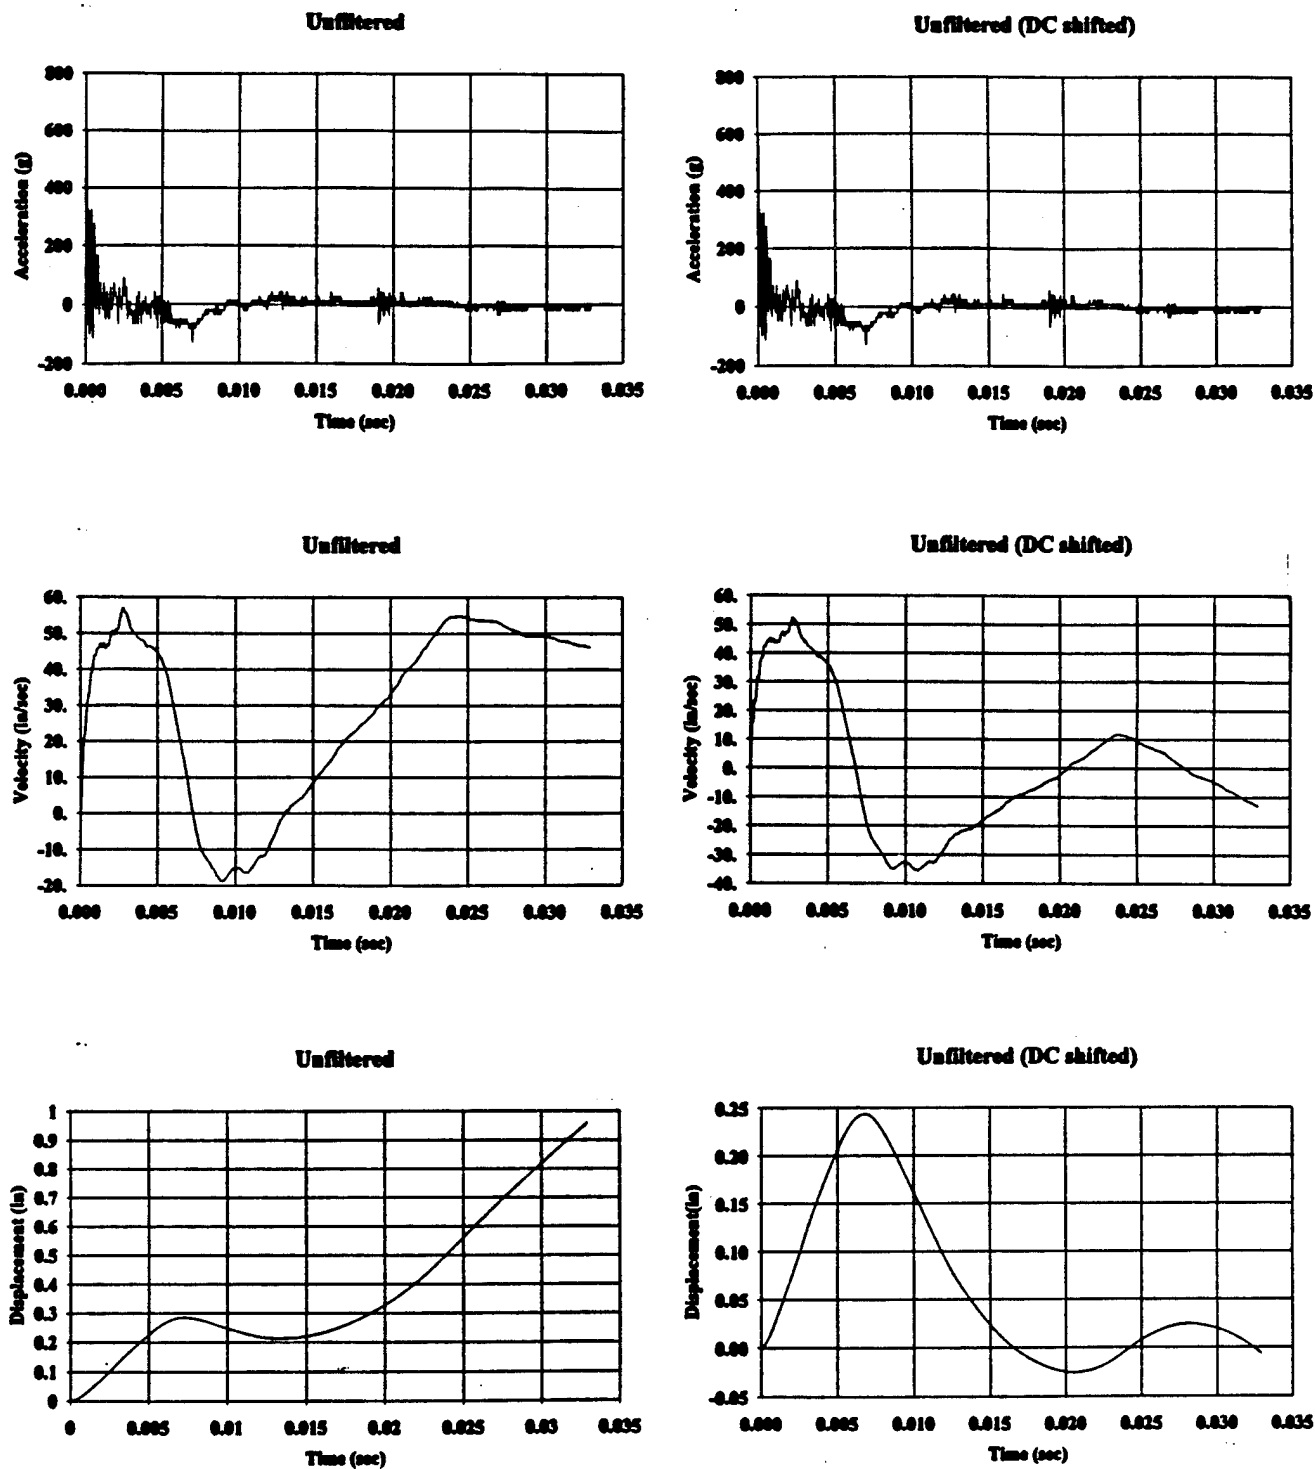 Unfiltered
Unfiltered (DC shifted)
800
600
400
200
0
-200
Acceleration (g)
0.000 0.005 0.010 0.015 0.020 0.025 0.030 0.035
Time (sec)
800
600
400
200
0
-200
Acceleration (g)
0.000 0.005 0.010 0.015 0.020 0.025 0.030 0.035
Time (sec)
Unfiltered
Unfiltered (DC shifted)
60.
50.
40.
30.
20.
10.
0.
-10.
-20.
Velocity (in/sec)
0.000 0.005 0.010 0.015 0.020 0.025 0.030 0.035
Time (sec)
60.
50.
40.
30.
20.
10.
0.
-10.
-20.
-30.
-40.
Velocity (in/sec)
0.000 0.005 0.010 0.015 0.020 0.025 0.030 0.035
Time (sec)
Unfiltered
Unfiltered (DC shifted)
1
0.9
0.8
0.7
0.6
0.5
0.4
0.3
0.2
0.1
0
Displacement (in)
0 0.005 0.01 0.015 0.02 0.025 0.03 0.035
Time (sec)
0.25
0.20
0.15
0.10
0.05
0.00
-0.05
Displacement(in)
0.000 0.005 0.010 0.015 0.020 0.025 0.030 0.035
Time (sec)